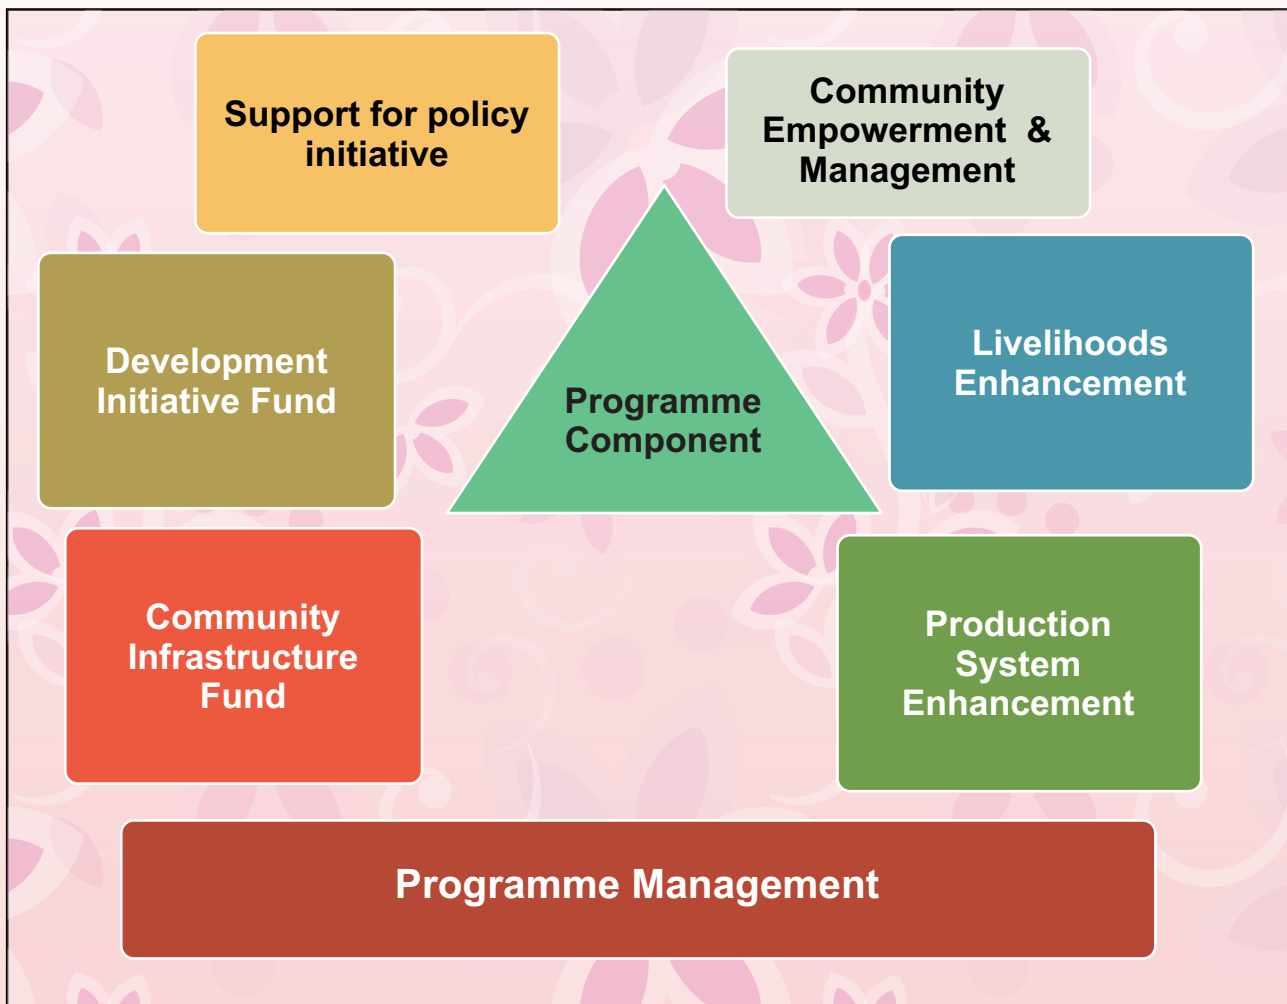 Support for policy
initiative
Community
Empowerment & 
Management
Development
Initiative Fund
Programme
Component
Livelihoods
Enhancement
Community
Infrastructure
Fund
Production
System
Enhancement
Programme Management